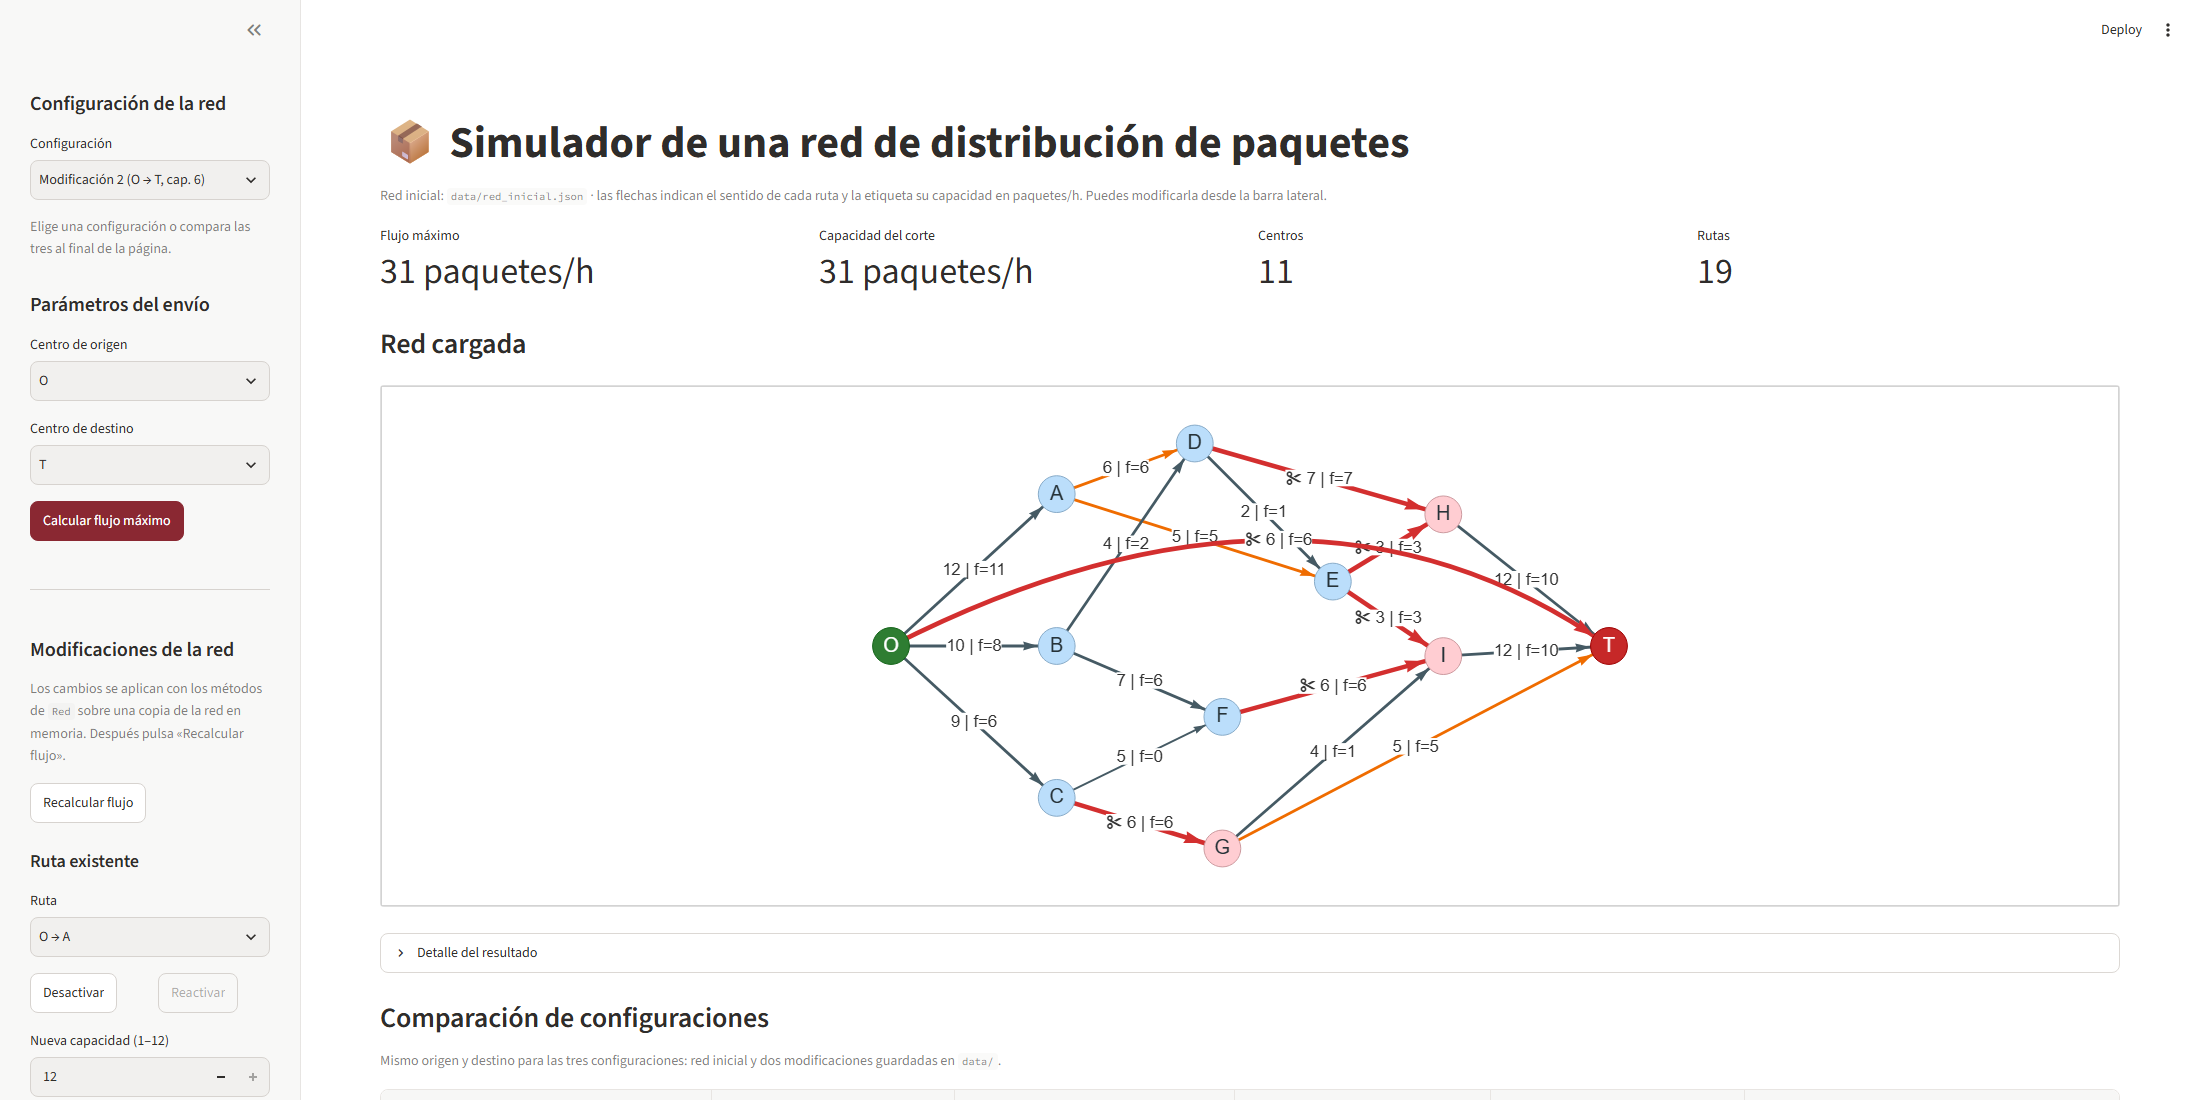 Deploy
Configuración de la red
Configuración
Modificación 2 (O → T, cap. 6)
Elige una configuración o compara las
tres al final de la página.
Parámetros del envío
Centro de origen
O
Centro de destino
T
Calcular flujo máximo
Modificaciones de la red
Los cambios se aplican con los métodos
de Red sobre una copia de la red en
memoria. Después pulsa «Recalcular
flujo».
Recalcular flujo
Ruta existente
Ruta
O → A
Desactivar
Reactivar
Nueva capacidad (1–12)
12
Simulador de una red de distribución de paquetes
Red inicial: data/red_inicial.json · las flechas indican el sentido de cada ruta y la etiqueta su capacidad en paquetes/h. Puedes modificarla desde la barra lateral.
Flujo máximo
31 paquetes/h
Capacidad del corte
31 paquetes/h
Centros
11
Rutas
19
Red cargada
D
6 | f=6
✂ 7 | f=7
A
2 | f=1
H
4 | f=2
5 | f=5
✂ 6 | f=6
✂ 3 | f=3
12 | f=11
E
12 | f=10
✂ 3 | f=3
O
10 | f=8
B
I
12 | f=10
T
7 | f=6
✂ 6 | f=6
9 | f=6
F
5 | f=0
4 | f=1
5 | f=5
C
✂ 6 | f=6
G
Detalle del resultado
Comparación de configuraciones
Mismo origen y destino para las tres configuraciones: red inicial y dos modificaciones guardadas en data/ .